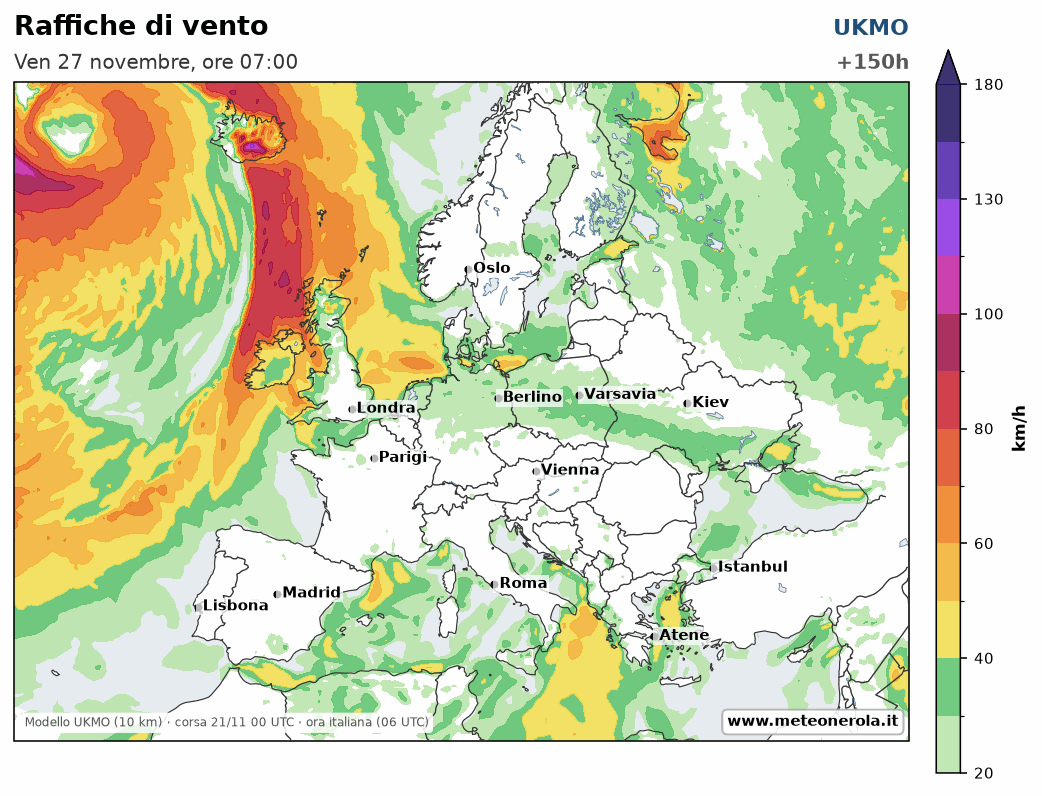 Raffiche di vento
UKMO
Ven 27 novembre, ore 07:00
+150h
180
130
100
80
60
40
20
km/h
Oslo
Berlino
Varsavia
Kiev
Londra
Parigi
Vienna
Istanbul
Roma
Madrid
Lisbona
Atene
Modello UKMO (10 km) · corsa 21/11 00 UTC · ora italiana (06 UTC)
www.meteonerola.it